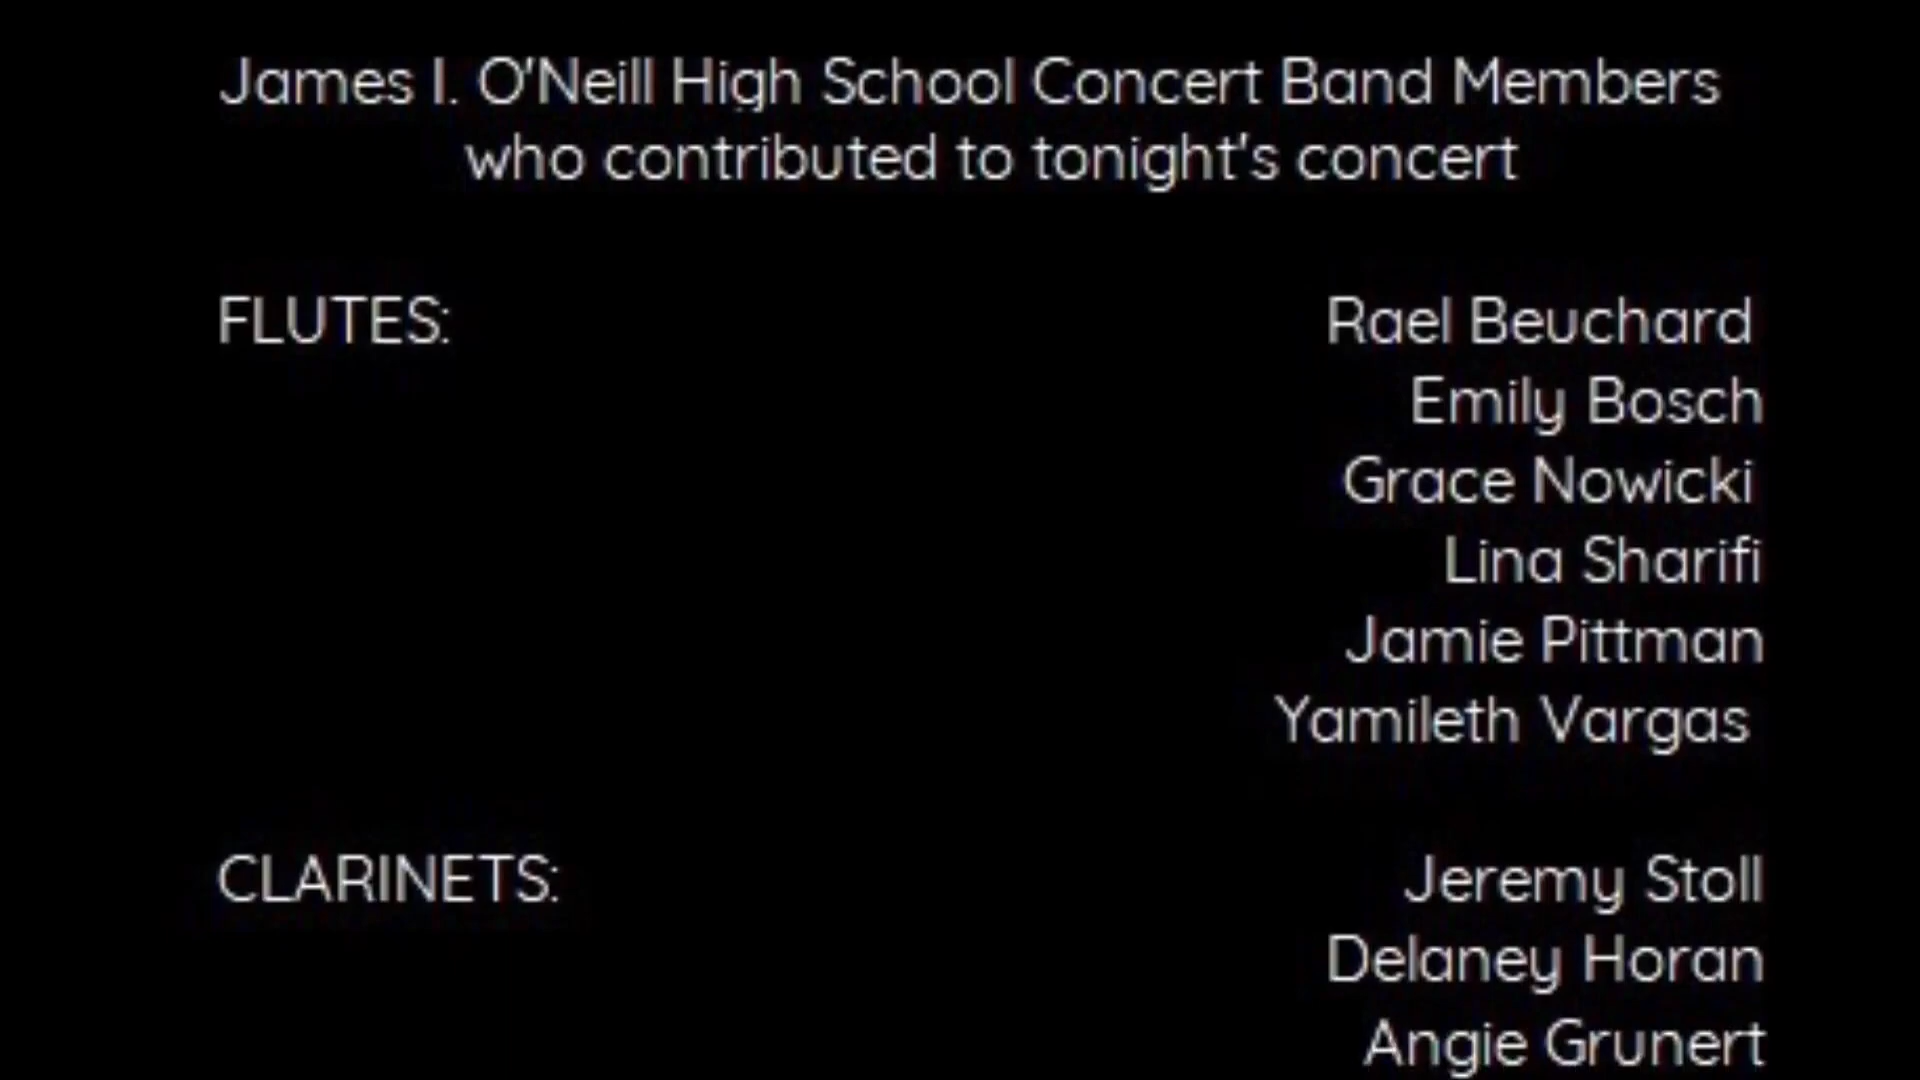 James I. O'Neill High School Concert Band Members
who contributed to tonight's concert
FLUTES: Rael Beuchard
Emily Bosch
Grace Nowicki
Lina Sharifi
Jamie Pittman
Yamileth Vargas
CLARINETS: Jeremy Stoll
Delaney Horan
Angie Grunert